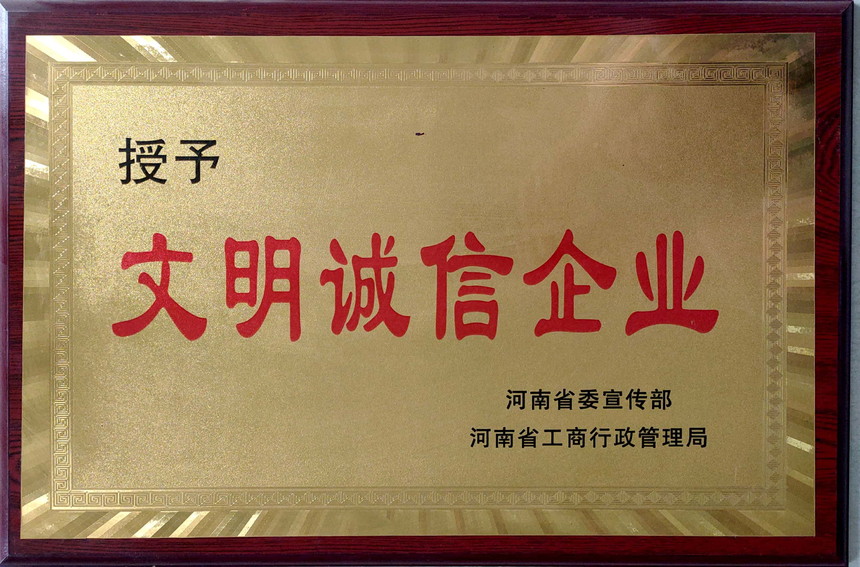 授予
文明诚信企业
河南省委宣传部
河南省工商行政管理局